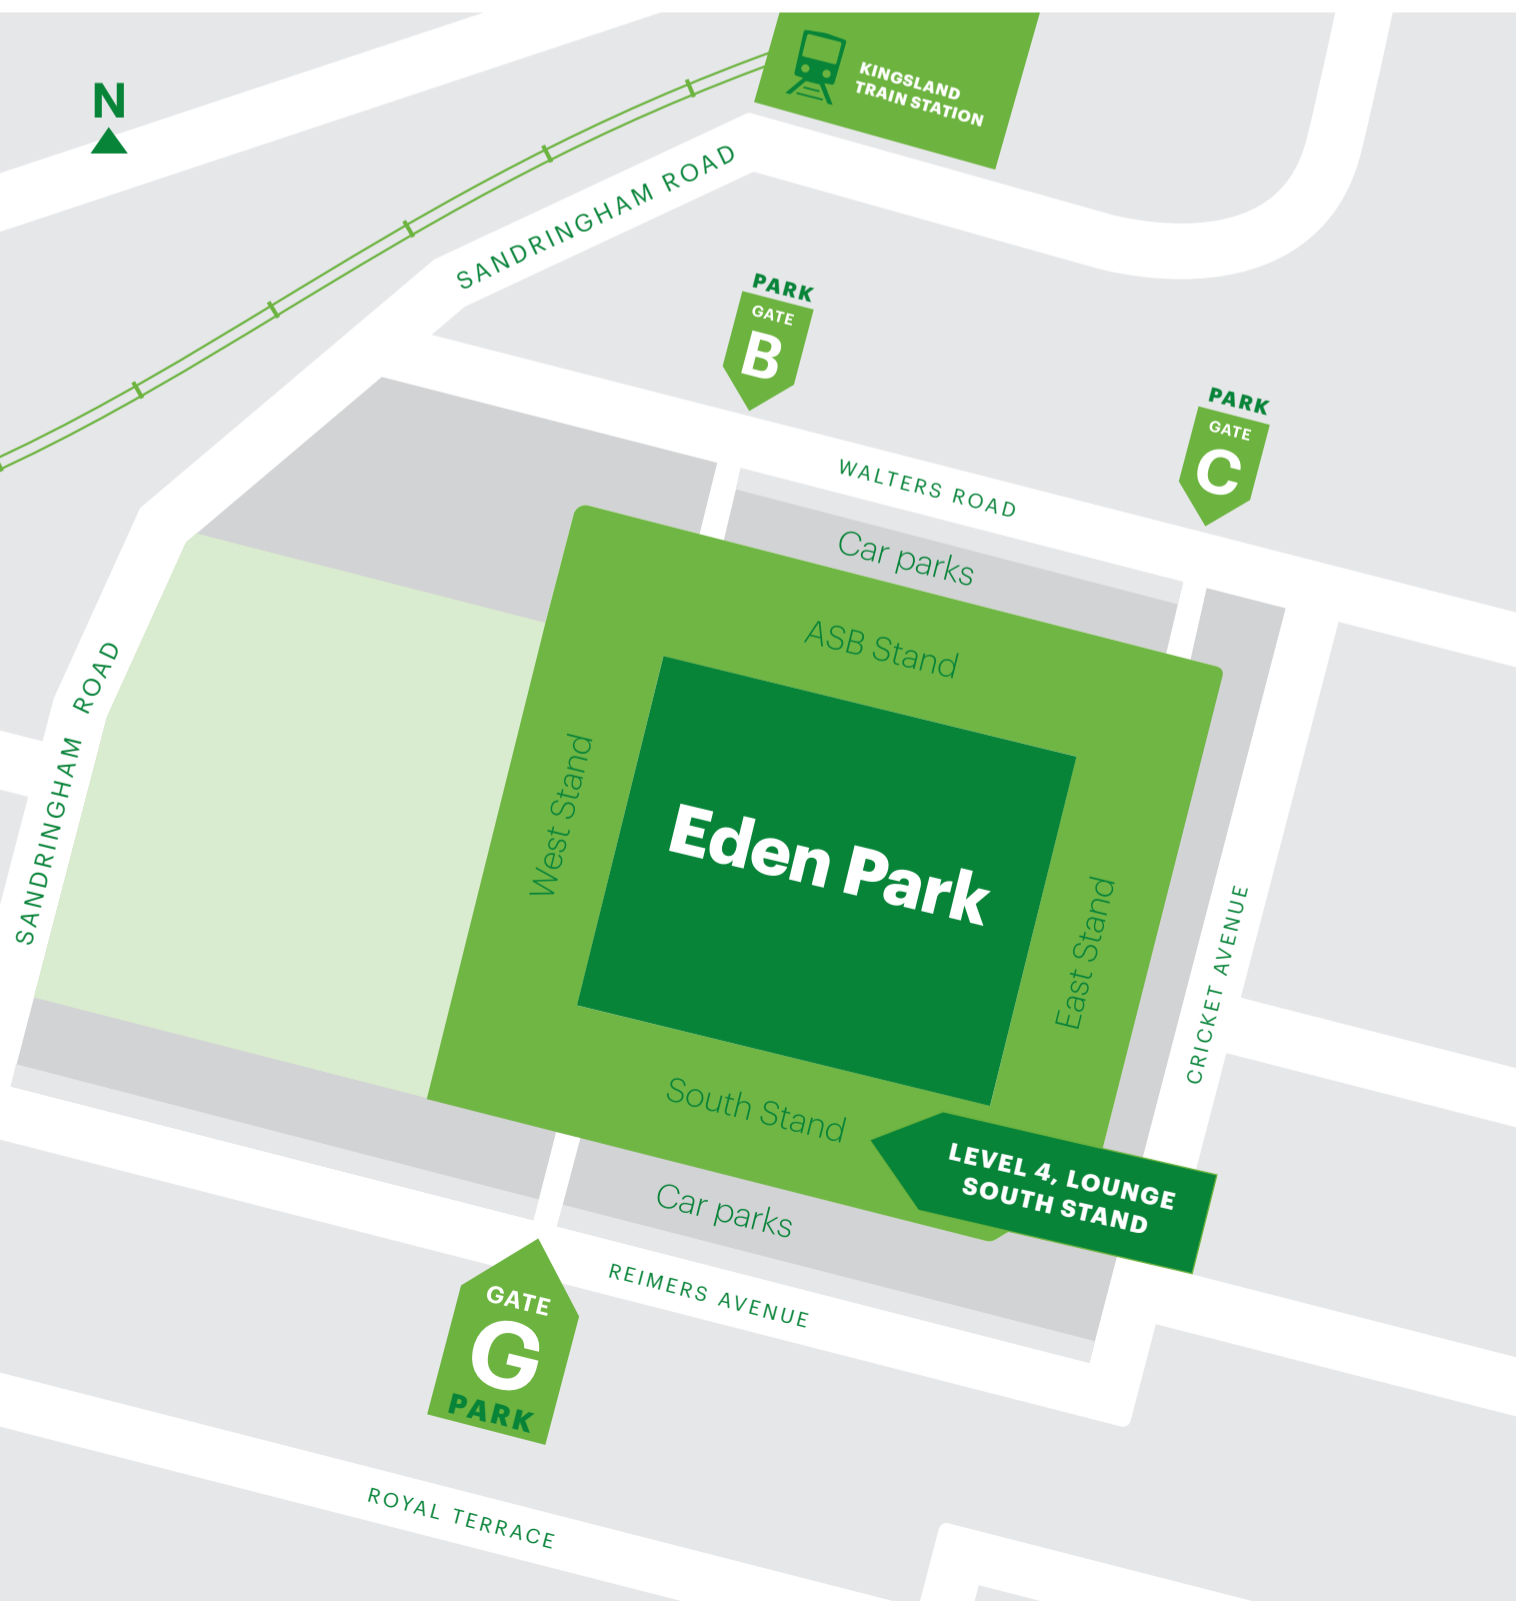 N
KINGSLAND
TRAIN STATION
SANDRINGHAM ROAD
PARK
GATE
B
PARK
GATE
C
WALTERS ROAD
Car parks
ASB Stand
SANDRINGHAM ROAD
West Stand
Eden Park
East Stand
CRICKET AVENUE
South Stand
LEVEL 4, LOUNGE
SOUTH STAND
Car parks
REIMERS AVENUE
GATE
G
PARK
ROYAL TERRACE